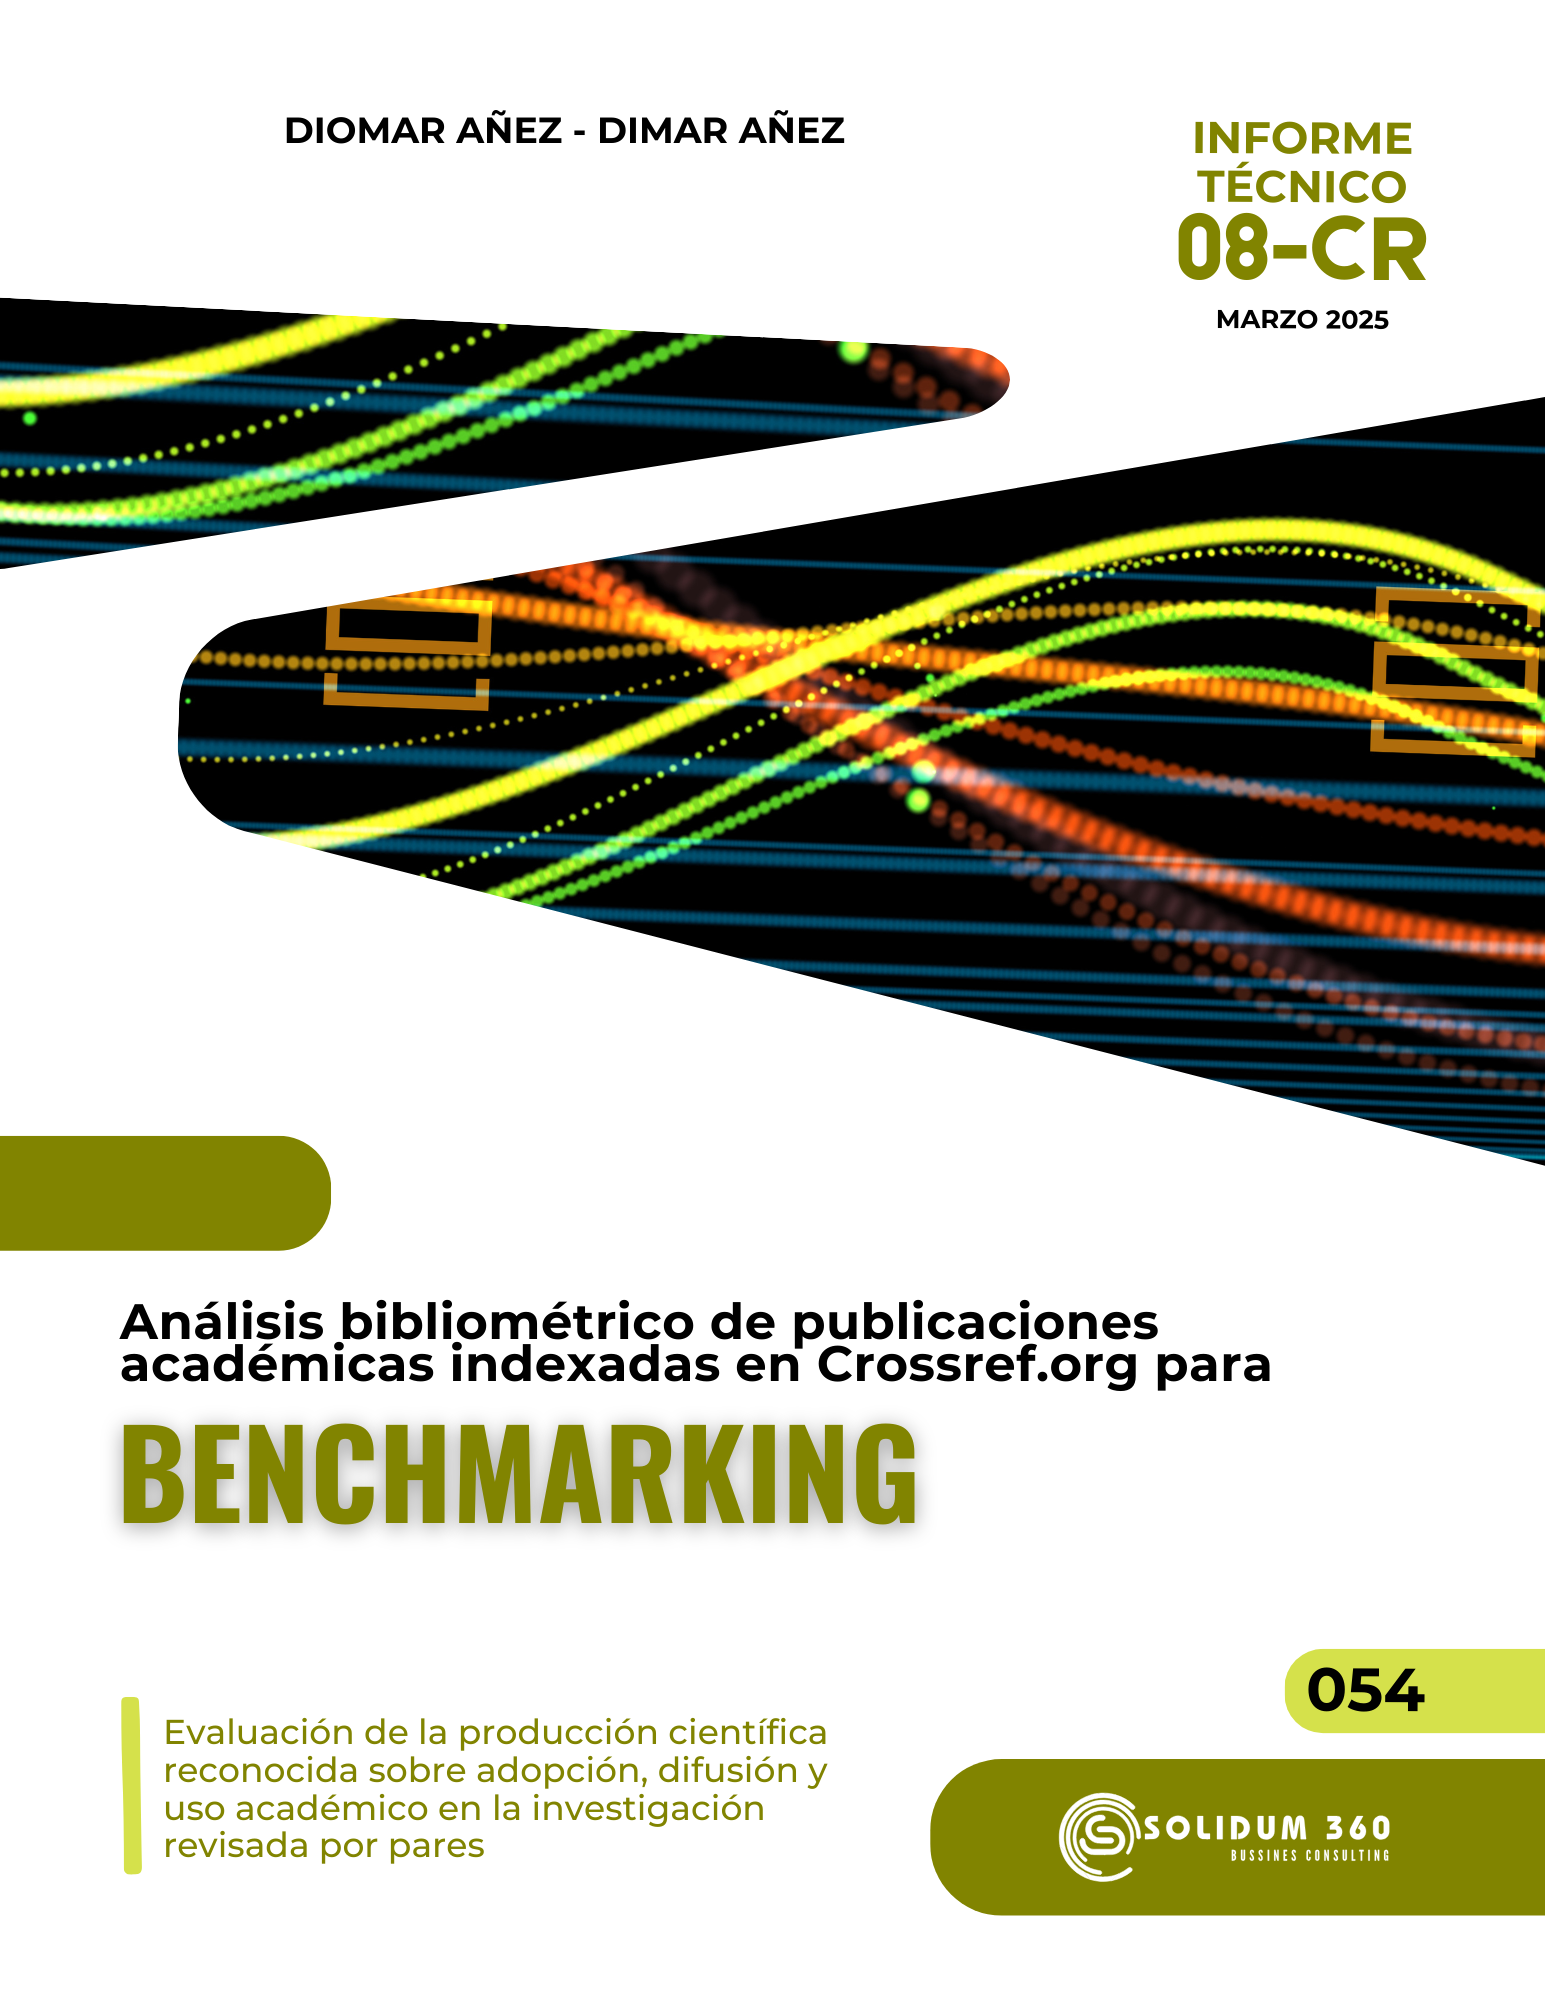 DIOMAR AÑEZ - DIMAR AÑEZ
INFORME
TÉCNICO
08-CR
MARZO 2025
Análisis bibliométrico de publicaciones
académicas indexadas en Crossref.org para
BENCHMARKING
054
Evaluación de la producción científica
reconocida sobre adopción, difusión y
uso académico en la investigación
revisada por pares
SOLIDUM 360
BUSSINES CONSULTING